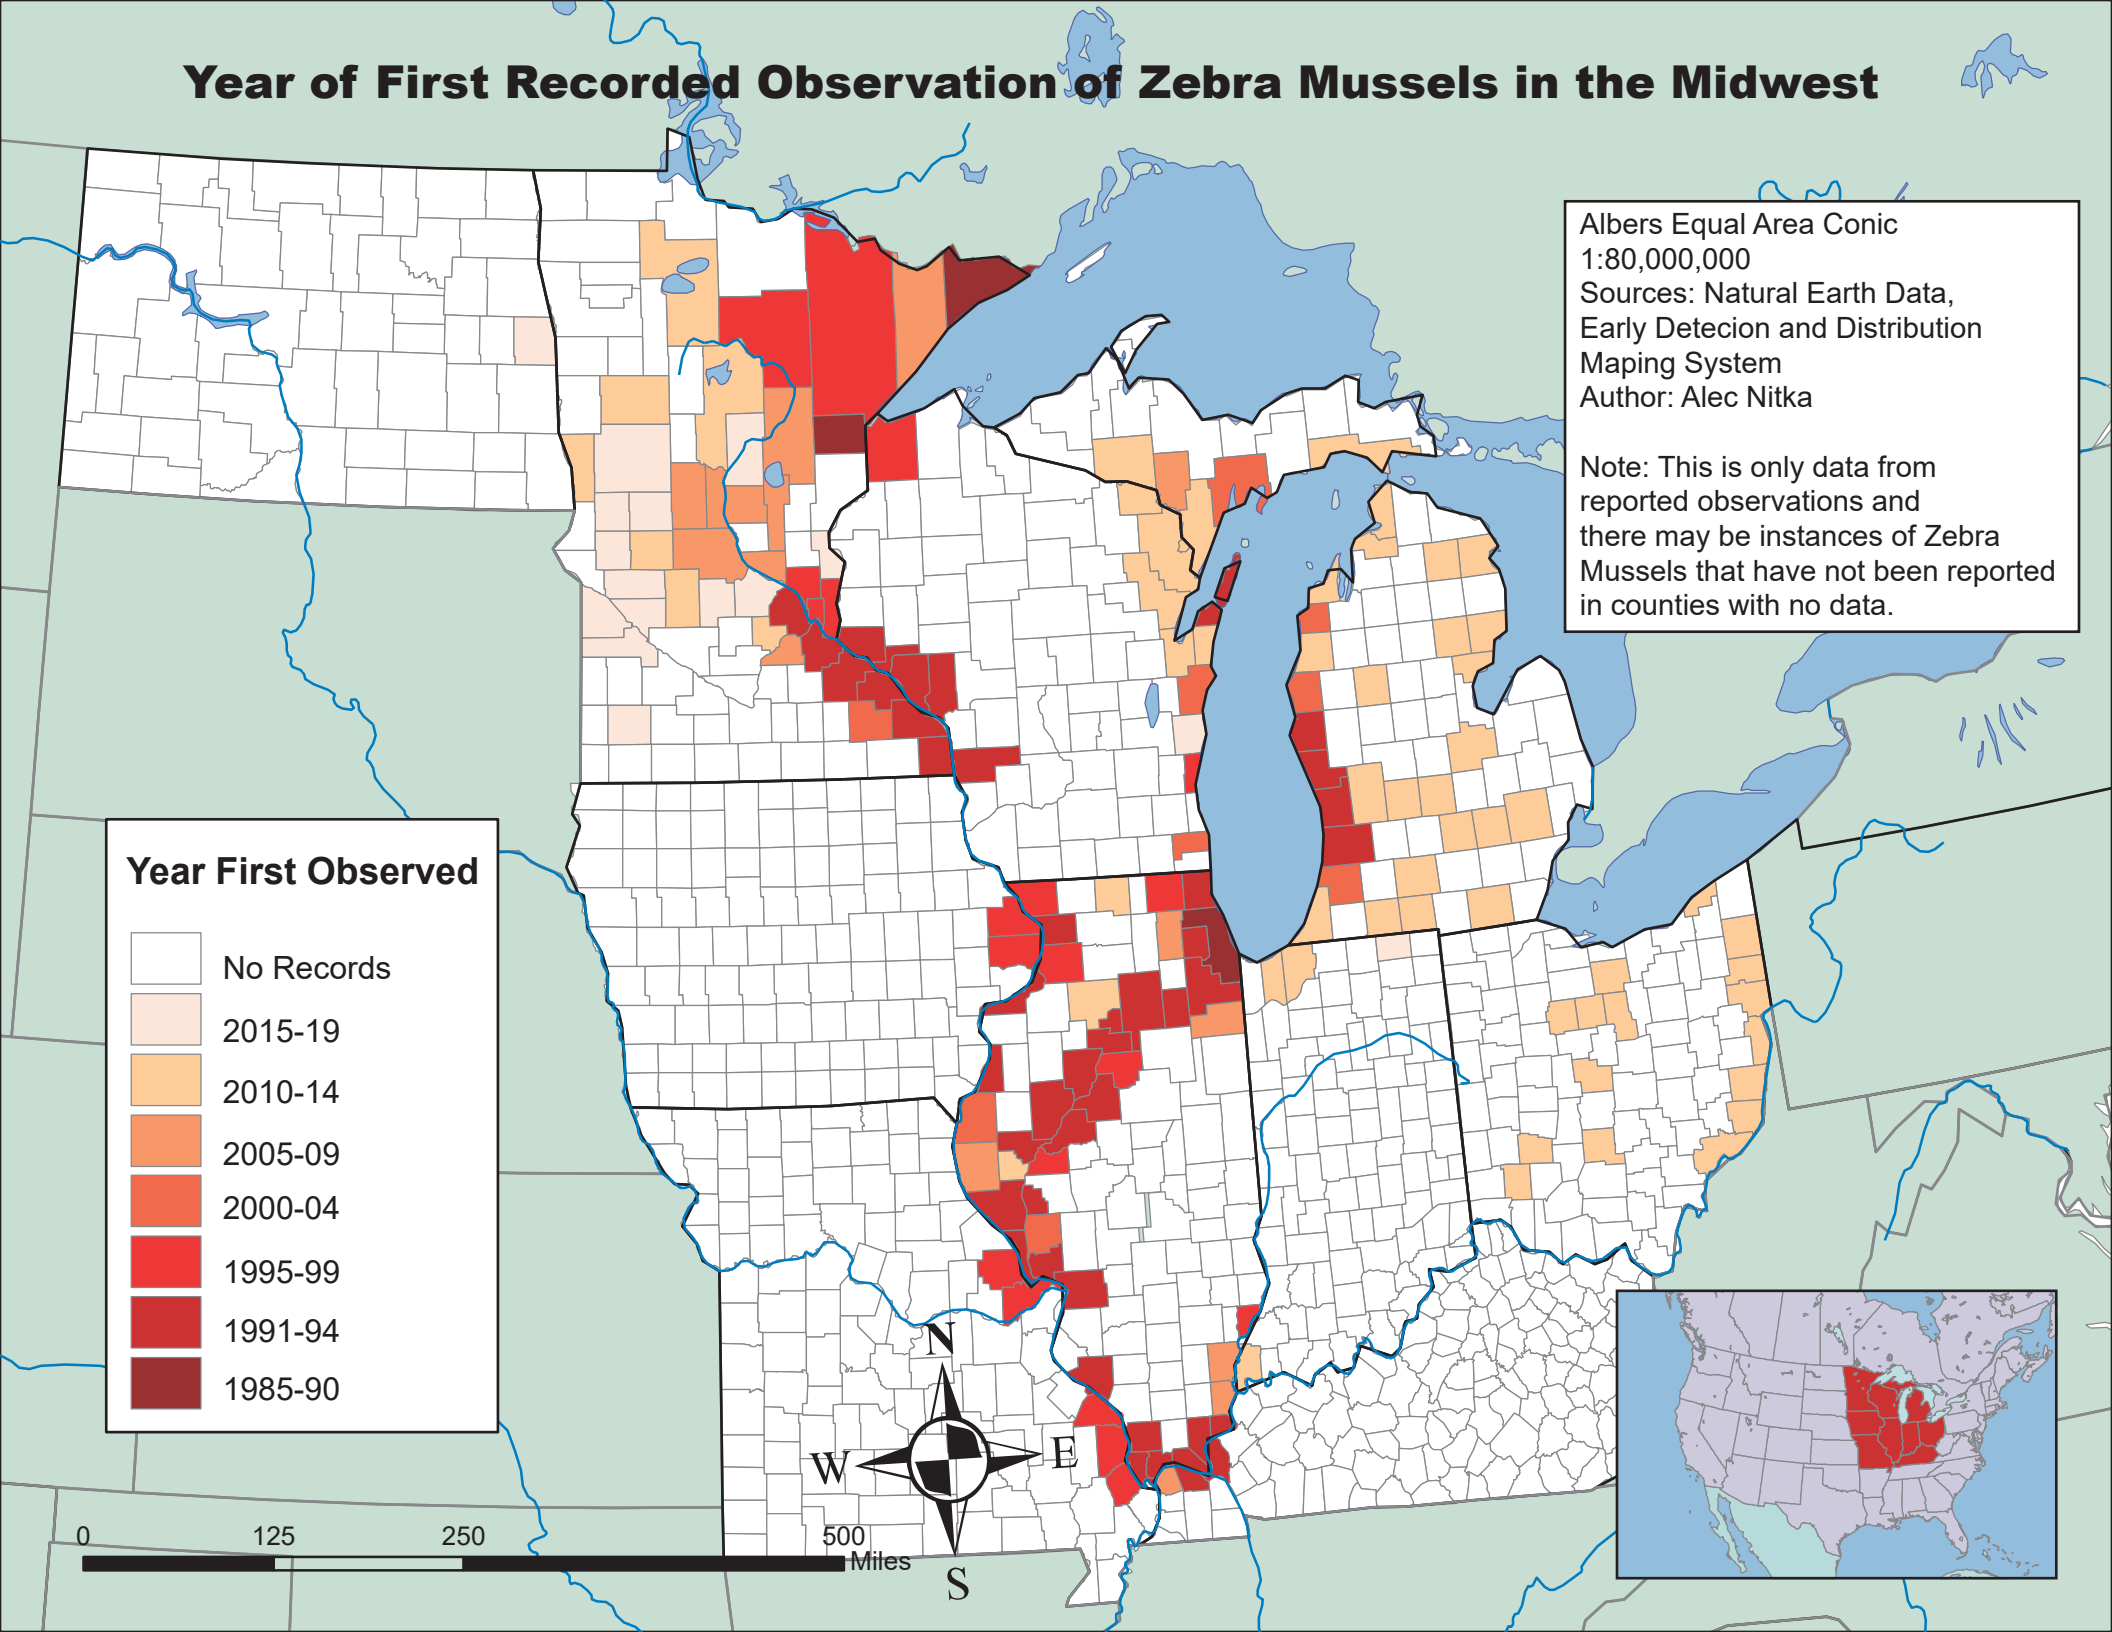 Year of First Recorded Observation of Zebra Mussels in the Midwest
Albers Equal Area Conic
1:80,000,000
Sources: Natural Earth Data,
Early Detecion and Distribution
Maping System
Author: Alec Nitka
Note: This is only data from
reported observations and
there may be instances of Zebra
Mussels that have not been reported
in counties with no data.
Year First Observed
No Records
2015-19
2010-14
2005-09
2000-04
1995-99
1991-94
1985-90
N
W
E
S
0 125 250 500
Miles